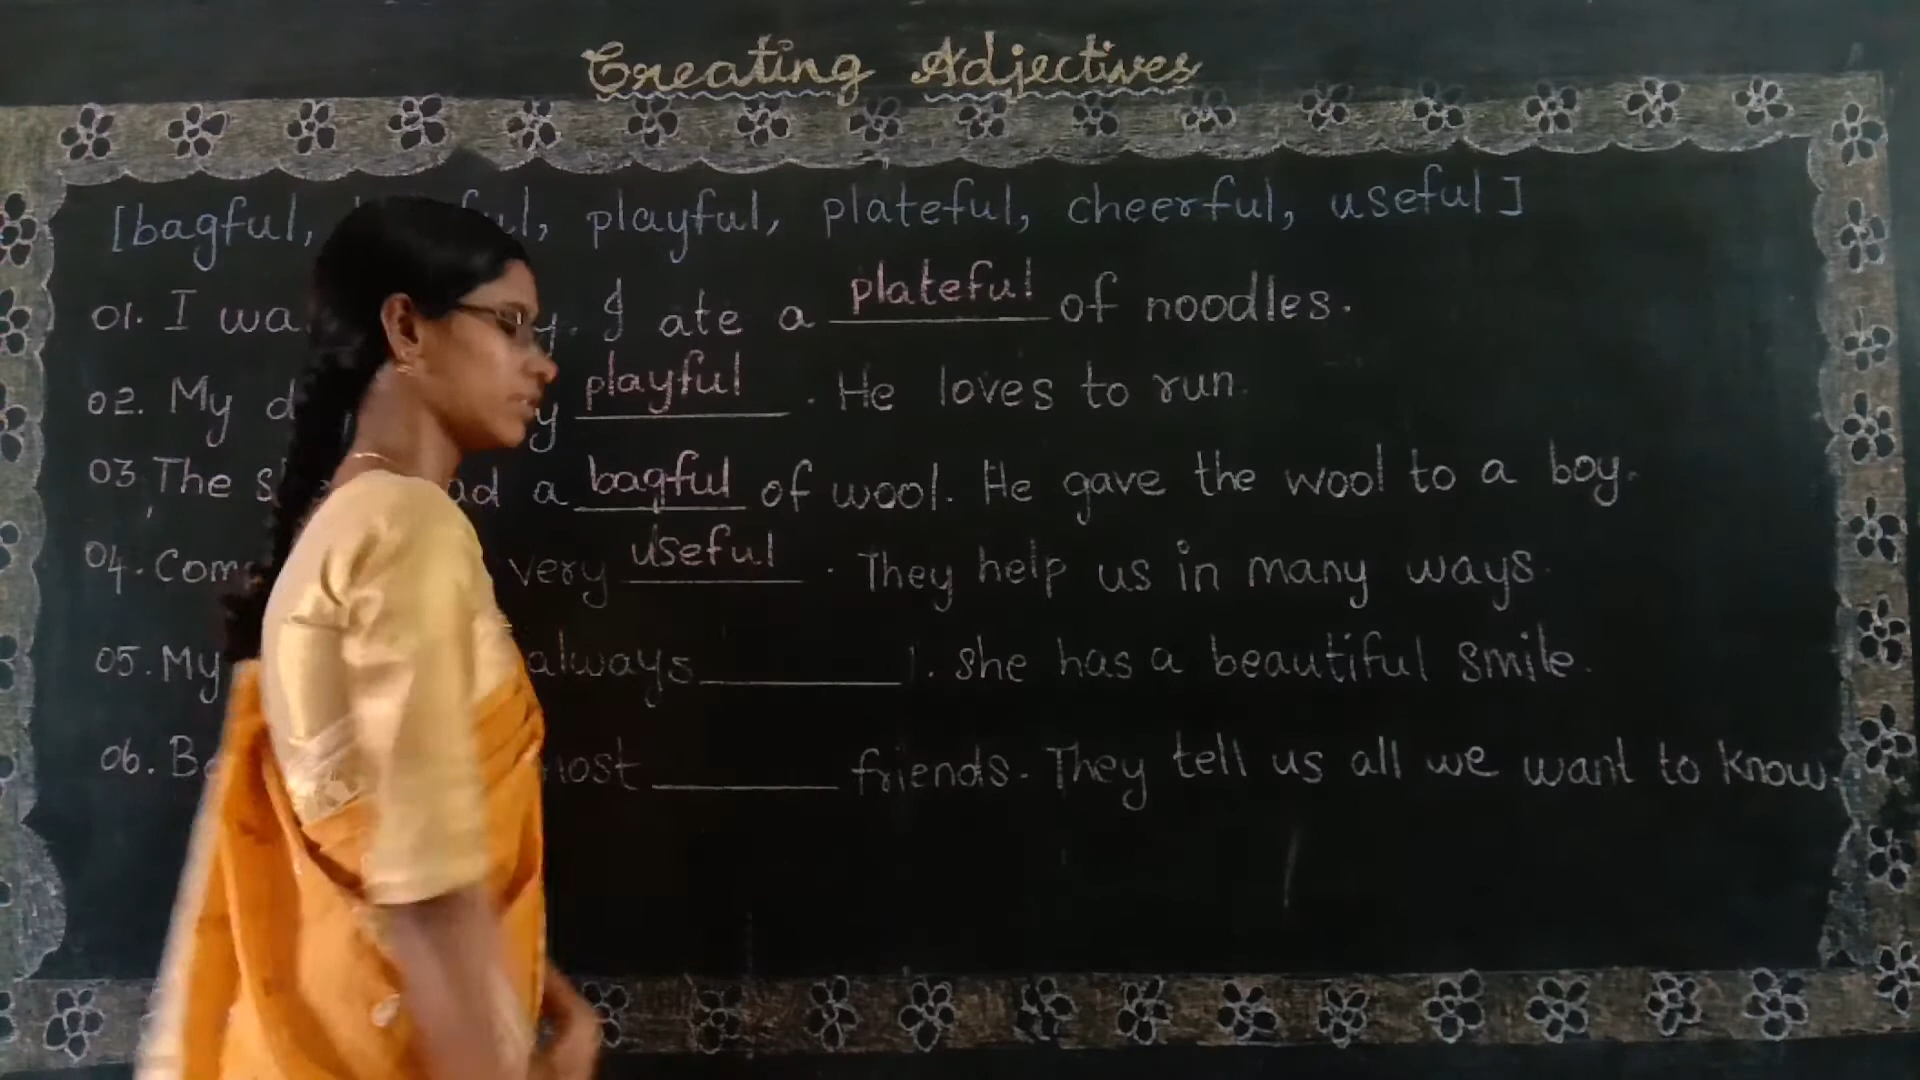 Creating Adjectives
[bagful, playful, plateful, cheerful, useful]
01. I ate a plateful of noodles.
02. My playful. He loves to run.
03, The a bagful of wool. He gave the wool to a boy.
04. very useful. They help us in many ways.
05. My always ________. She has a beautiful smile.
06. ________ friends. They tell us all we want to know.